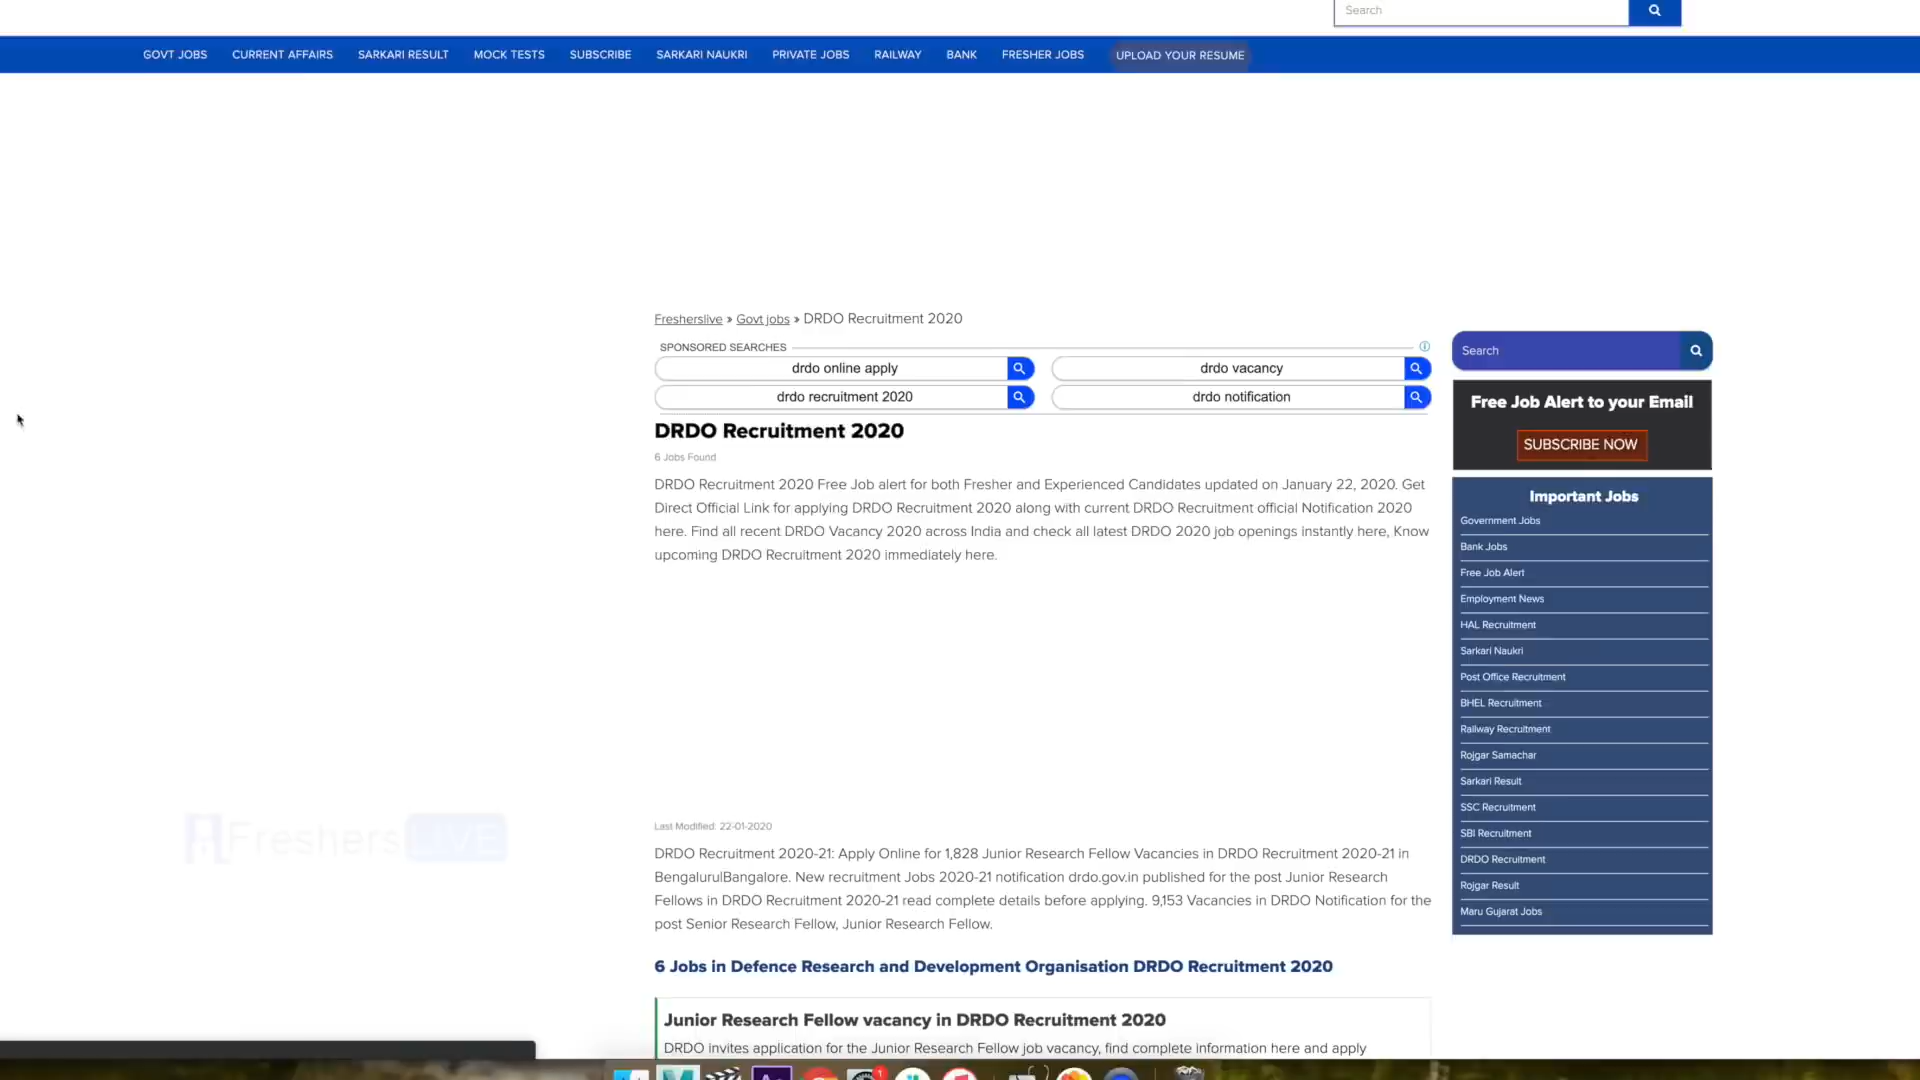 Search
GOVT JOBS CURRENT AFFAIRS SARKARI RESULT MOCK TESTS SUBSCRIBE SARKARI NAUKRI PRIVATE JOBS RAILWAY BANK FRESHER JOBS UPLOAD YOUR RESUME
Fresherslive » Govt jobs » DRDO Recruitment 2020
SPONSORED SEARCHES
drdo online apply
drdo vacancy
drdo recruitment 2020
drdo notification
DRDO Recruitment 2020
6 Jobs Found
DRDO Recruitment 2020 Free Job alert for both Fresher and Experienced Candidates updated on January 22, 2020. Get
Direct Official Link for applying DRDO Recruitment 2020 along with current DRDO Recruitment official Notification 2020
here. Find all recent DRDO Vacancy 2020 across India and check all latest DRDO 2020 job openings instantly here, Know
upcoming DRDO Recruitment 2020 immediately here.
Last Modified: 22-01-2020
DRDO Recruitment 2020-21: Apply Online for 1,828 Junior Research Fellow Vacancies in DRDO Recruitment 2020-21 in
Bengaluru|Bangalore. New recruitment Jobs 2020-21 notification drdo.gov.in published for the post Junior Research
Fellows in DRDO Recruitment 2020-21 read complete details before applying. 9,153 Vacancies in DRDO Notification for the
post Senior Research Fellow, Junior Research Fellow.
6 Jobs in Defence Research and Development Organisation DRDO Recruitment 2020
Junior Research Fellow vacancy in DRDO Recruitment 2020
DRDO invites application for the Junior Research Fellow job vacancy, find complete information here and apply
Search
Free Job Alert to your Email
SUBSCRIBE NOW
Important Jobs
Government Jobs
Bank Jobs
Free Job Alert
Employment News
HAL Recruitment
Sarkari Naukri
Post Office Recruitment
BHEL Recruitment
Railway Recruitment
Rojgar Samachar
Sarkari Result
SSC Recruitment
SBI Recruitment
DRDO Recruitment
Rojgar Result
Maru Gujarat Jobs
FreshersLIVE
Ae
1